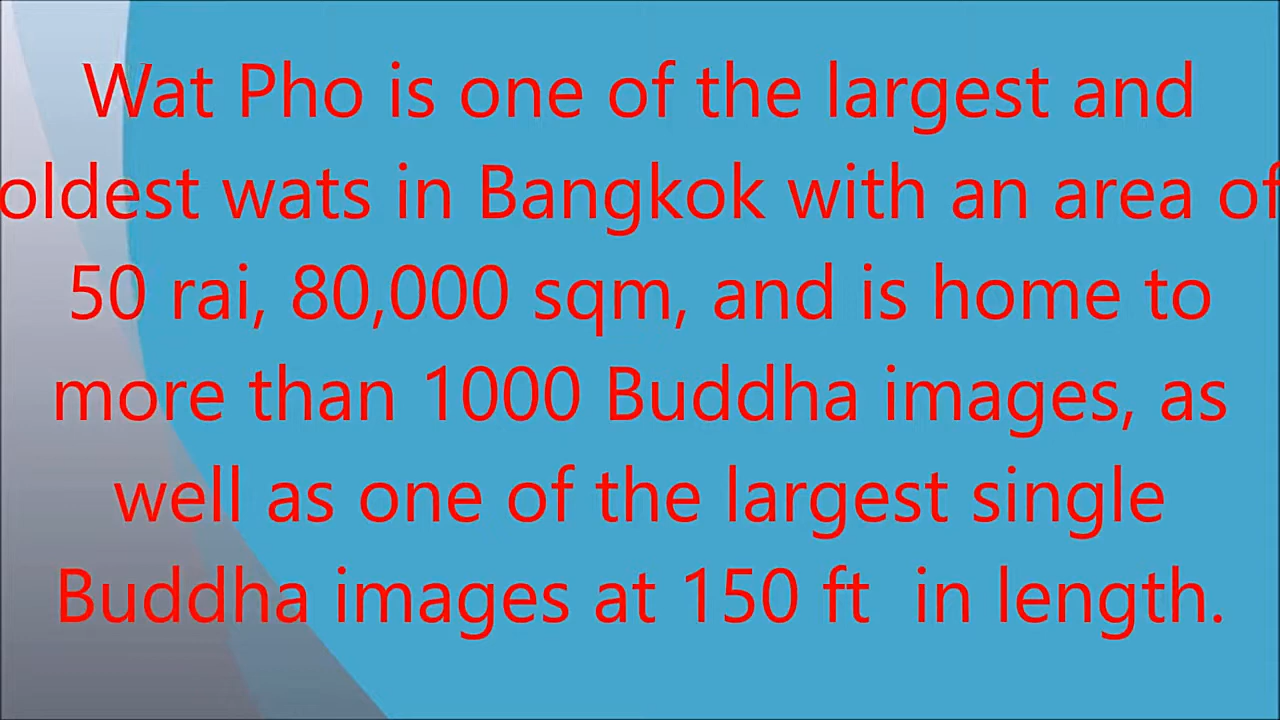 Wat Pho is one of the largest and
oldest wats in Bangkok with an area of
50 rai, 80,000 sqm, and is home to
more than 1000 Buddha images, as
well as one of the largest single
Buddha images at 150 ft  in length.